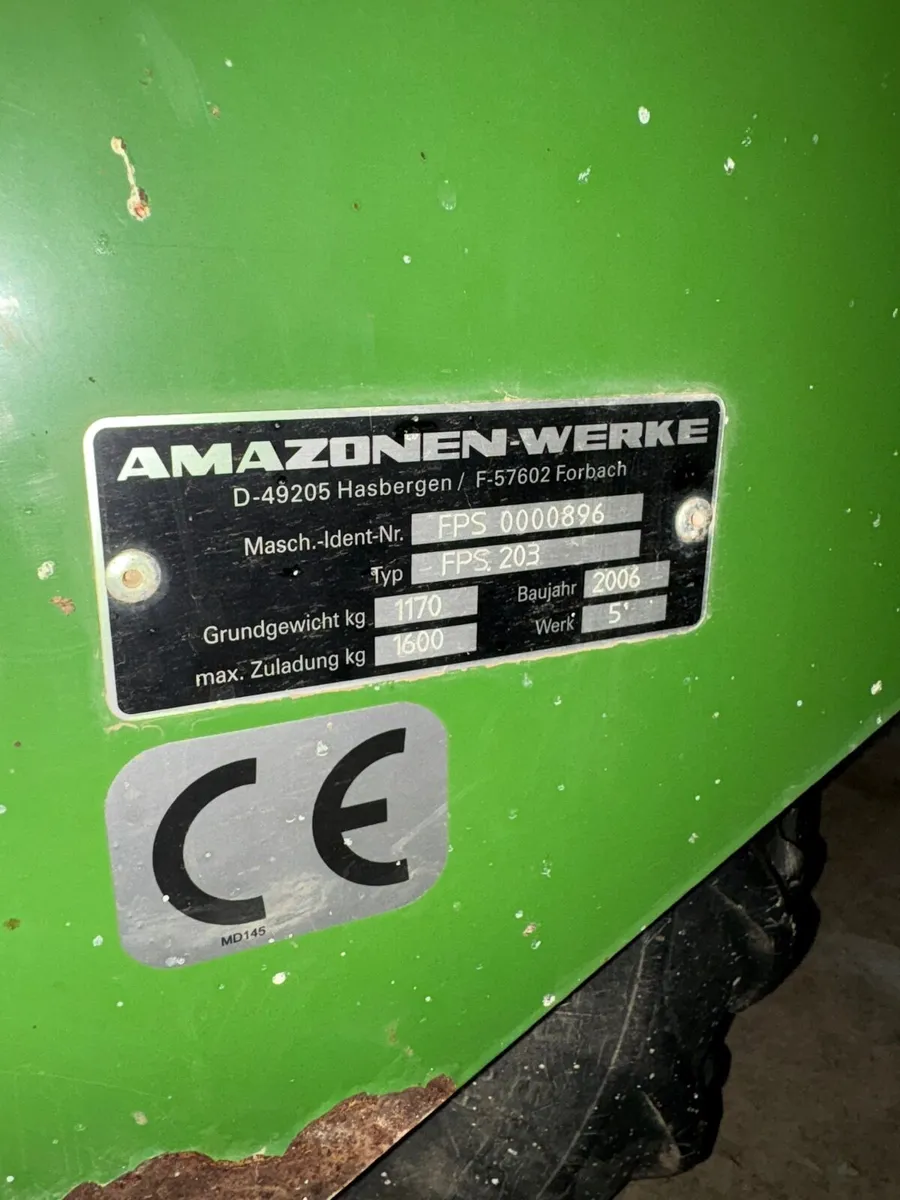 AMAZONEN-WERKE
D-49205 Hasbergen / F-57602 Forbach
Masch.-Ident-Nr. FPS 0000896
Typ FPS 203
Grundgewicht kg 1170 Baujahr 2006
max. Zuladung kg 1600 Werk 5
CE
MD145